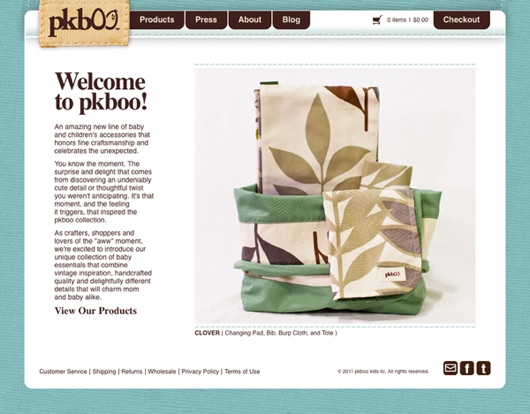 pkboo
Products
Press
About
Blog
0 items | $0.00
Checkout
Welcome
to pkboo!
An amazing new line of baby
and children's accessories that
honors fine craftsmanship and
celebrates the unexpected.
You know the moment. The
surprise and delight that comes
from discovering an undeniably
cute detail or thoughtful twist
you weren't anticipating. It's that
moment, and the feeling
it triggers, that inspired the
pkboo collection.
As crafters, shoppers and
lovers of the "aww" moment,
we're excited to introduce our
unique collection of baby
essentials that combine
vintage inspiration, handcrafted
quality and delightfully different
details that will charm mom
and baby alike.
View Our Products
pkboo
CLOVER ( Changing Pad, Bib, Burp Cloth, and Tote )
Customer Service | Shipping | Returns | Wholesale | Privacy Policy | Terms of Use
© 2011 pkboo kids llc. All rights reserved.
f
t